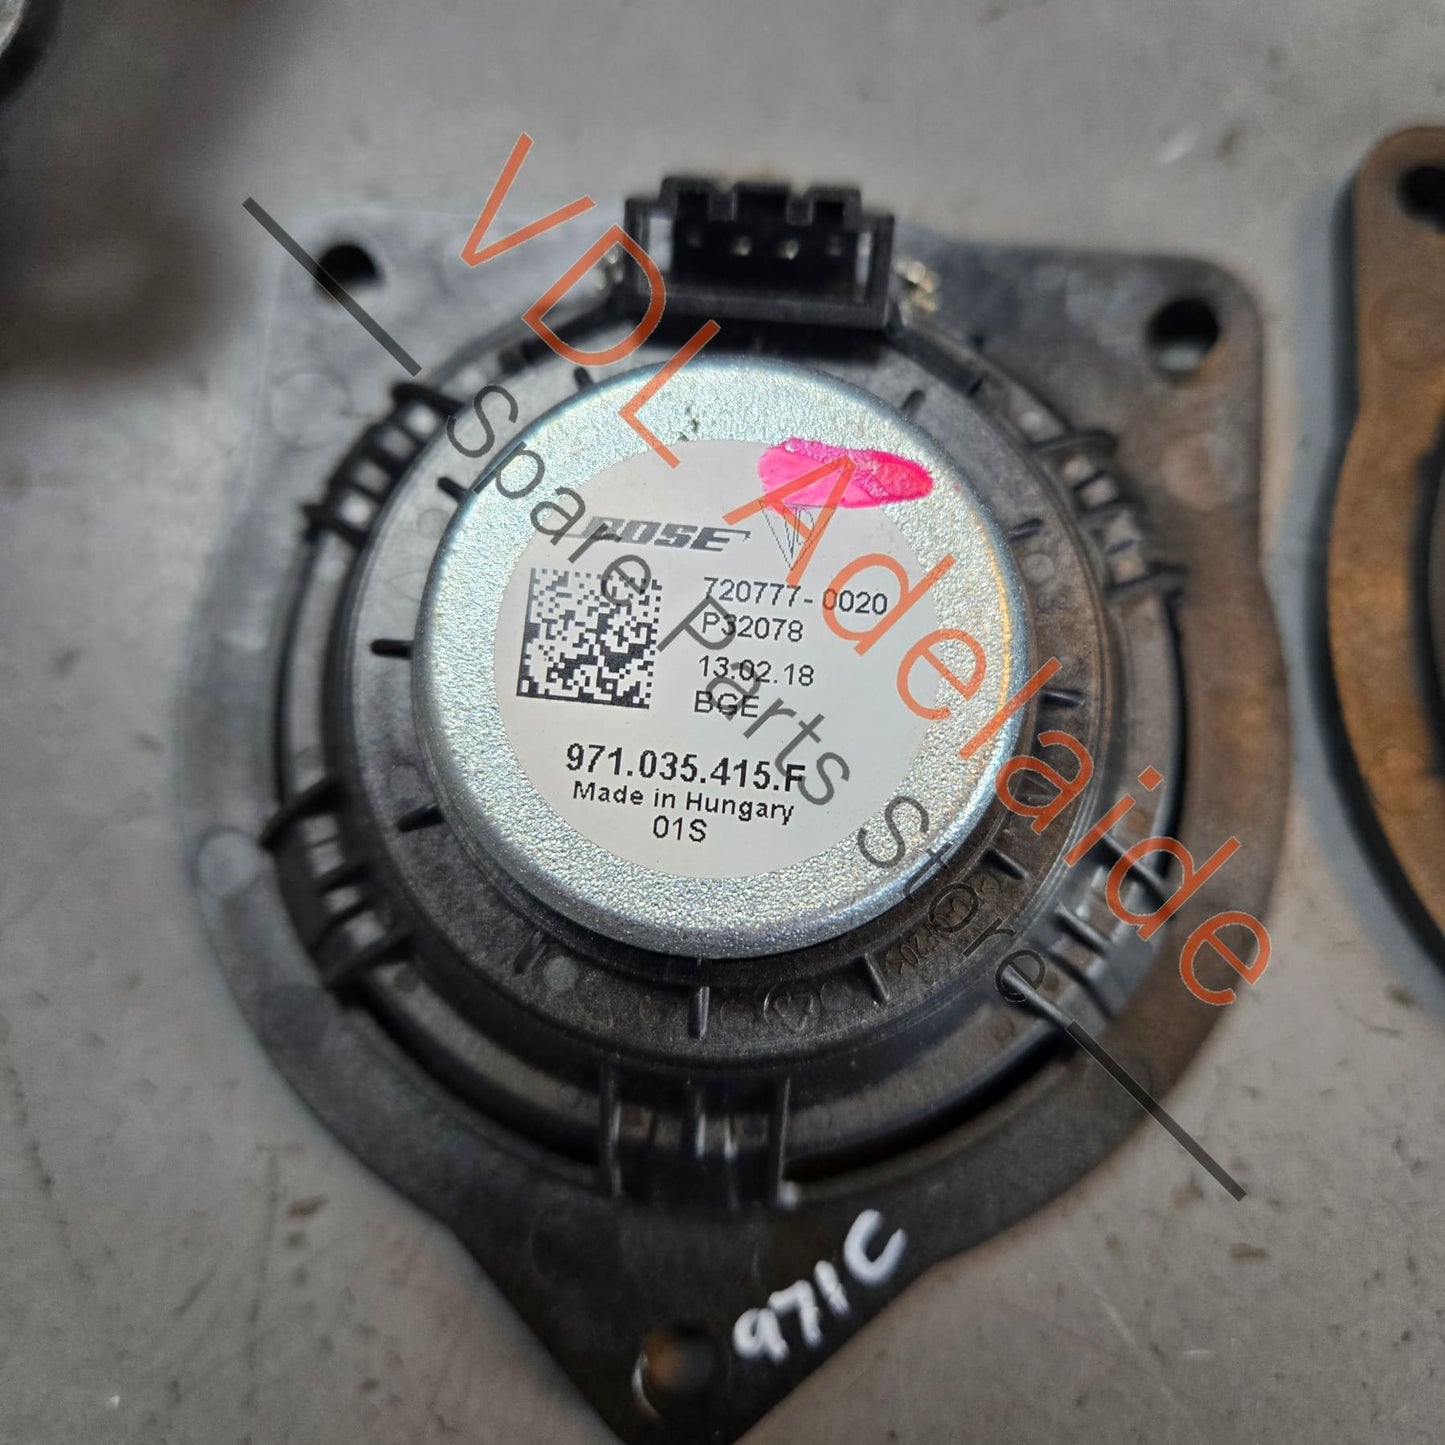 VDL Adelaide
Spare Parts Store
BOSE
720777-0020
P32078
13.02.18
BGE
971.035.415.F
Made in Hungary
01S
971C